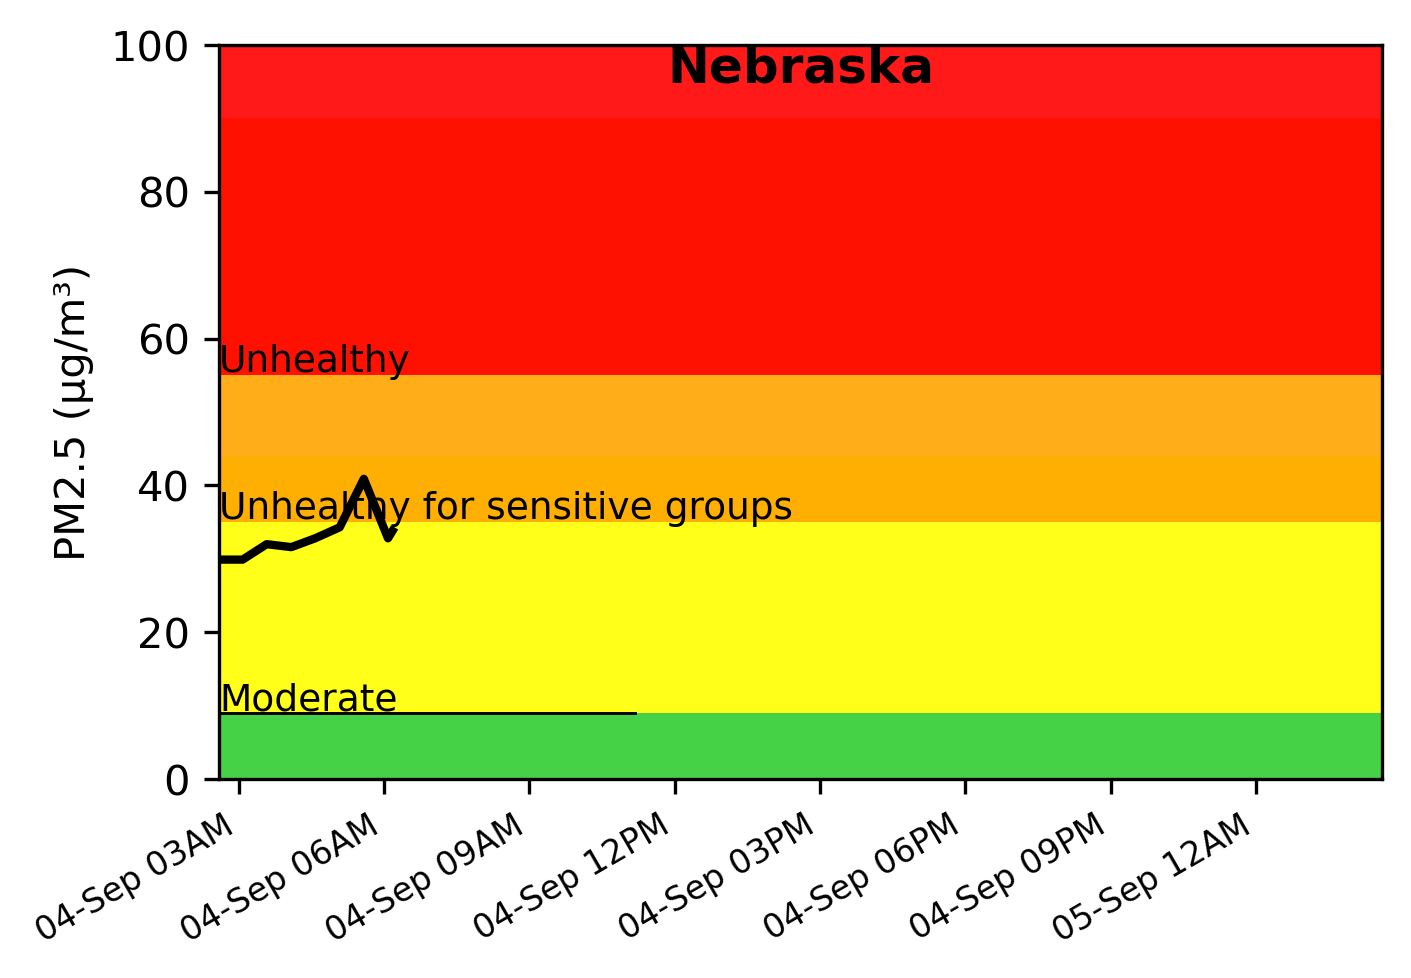 Nebraska
100
80
60
40
20
0
PM2.5 (µg/m³)
Unhealthy
Unhealthy for sensitive groups
Moderate
04-Sep 03AM
04-Sep 06AM
04-Sep 09AM
04-Sep 12PM
04-Sep 03PM
04-Sep 06PM
04-Sep 09PM
05-Sep 12AM